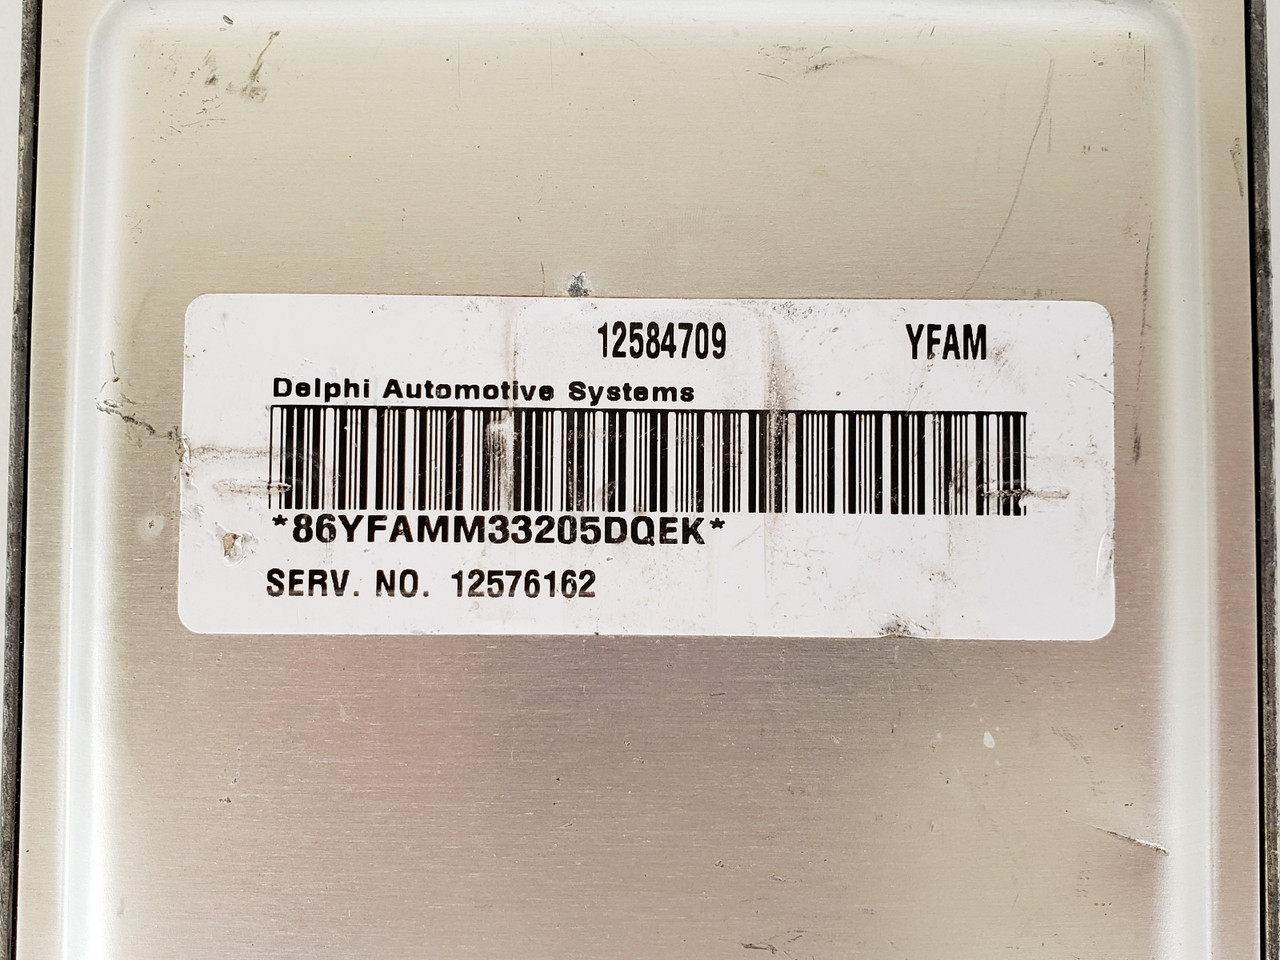 12584709 YFAM
Delphi Automotive Systems
*86YFAMM33205DQEK*
SERV. NO. 12576162